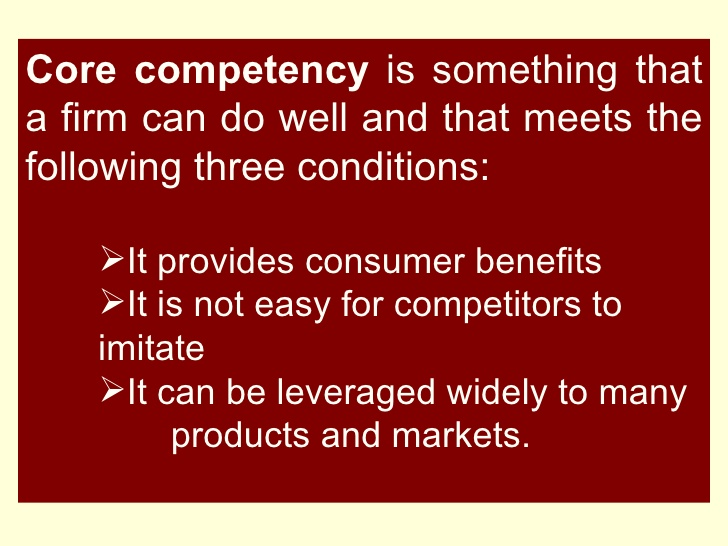 Core competency is something that
a firm can do well and that meets the
following three conditions:
➢It provides consumer benefits
➢It is not easy for competitors to
imitate
➢It can be leveraged widely to many
products and markets.